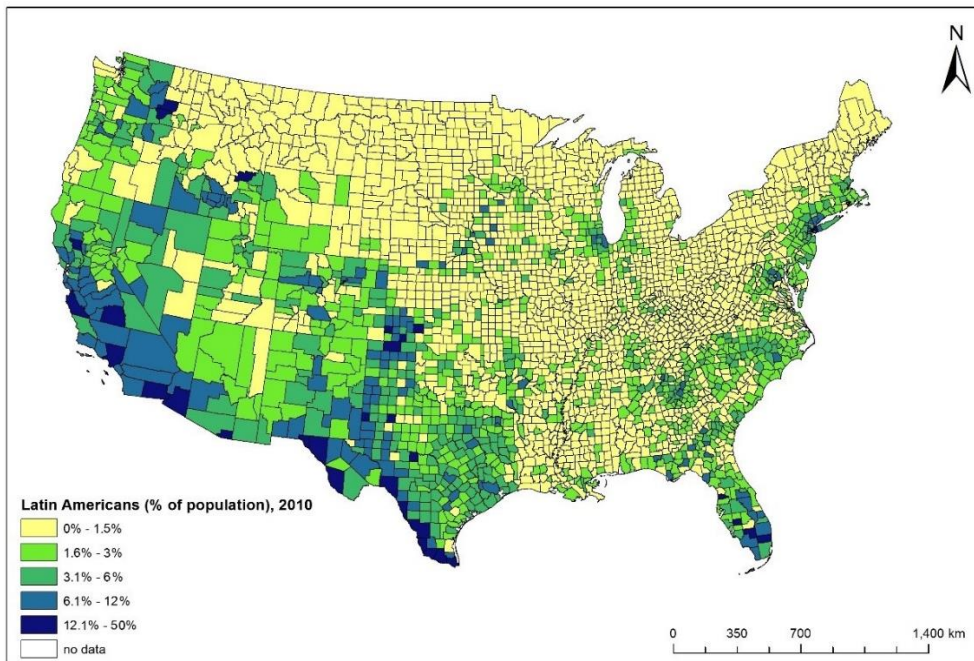 N
Latin Americans (% of population), 2010
0% - 1.5%
1.6% - 3%
3.1% - 6%
6.1% - 12%
12.1% - 50%
no data
0 350 700 1,400 km